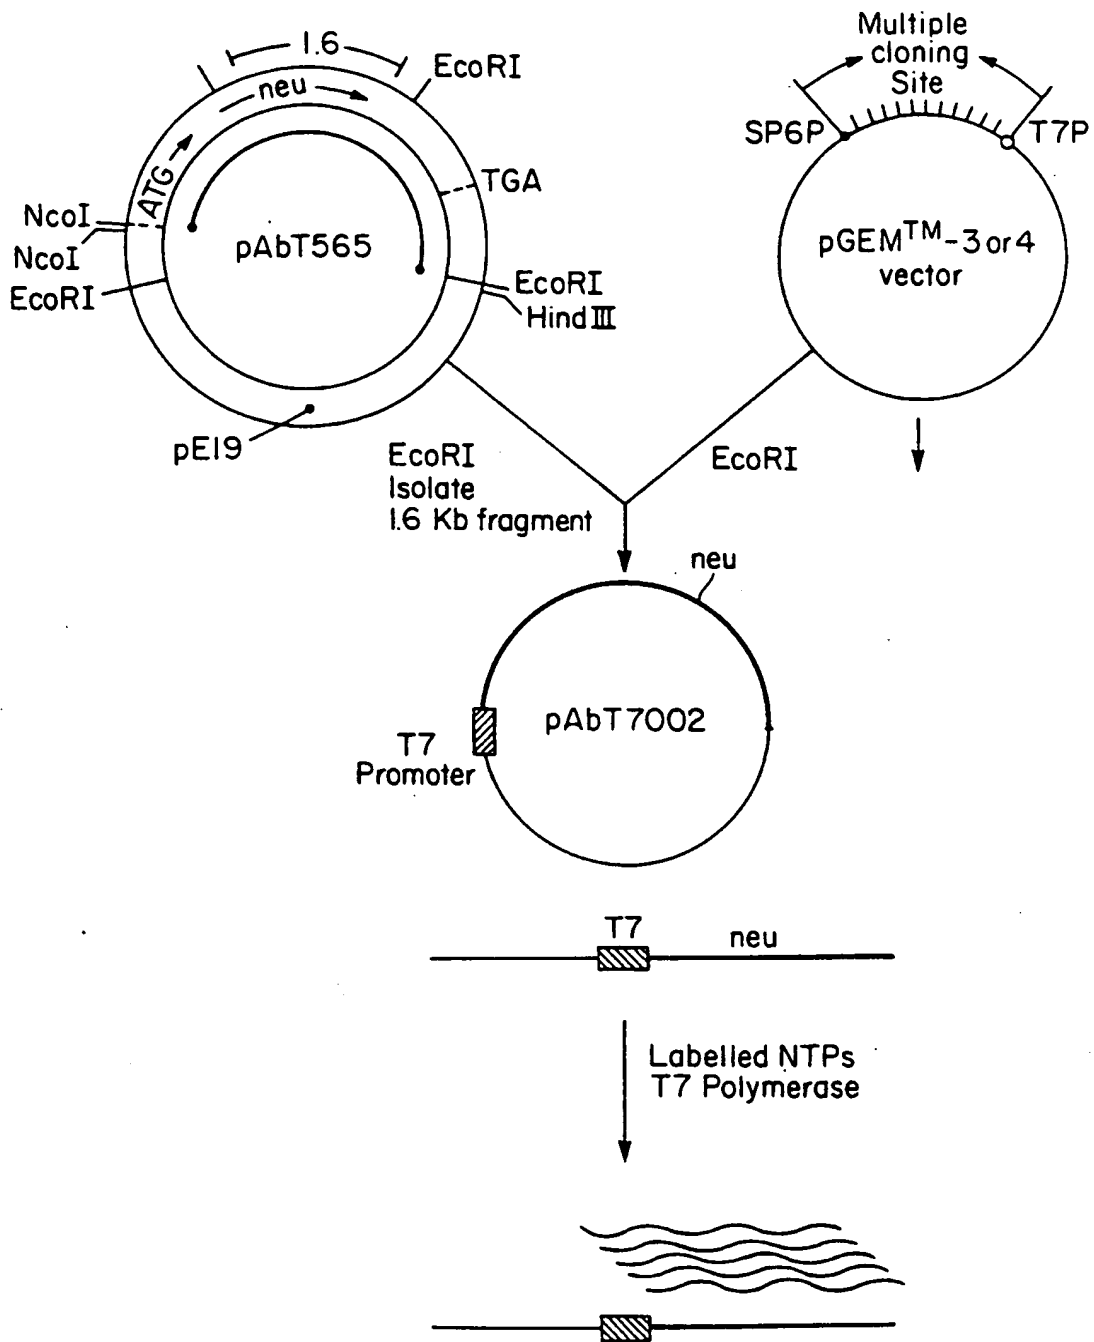 1.6
EcoRI
neu
ATG
TGA
NcoI
NcoI
EcoRI
pAbT565
EcoRI
Hind III
pE19
Multiple
cloning
Site
SP6P
T7P
pGEM™-3 or 4
vector
EcoRI
Isolate
1.6 Kb fragment
EcoRI
neu
pAbT7002
T7
Promoter
T7
neu
Labelled NTPs
T7 Polymerase